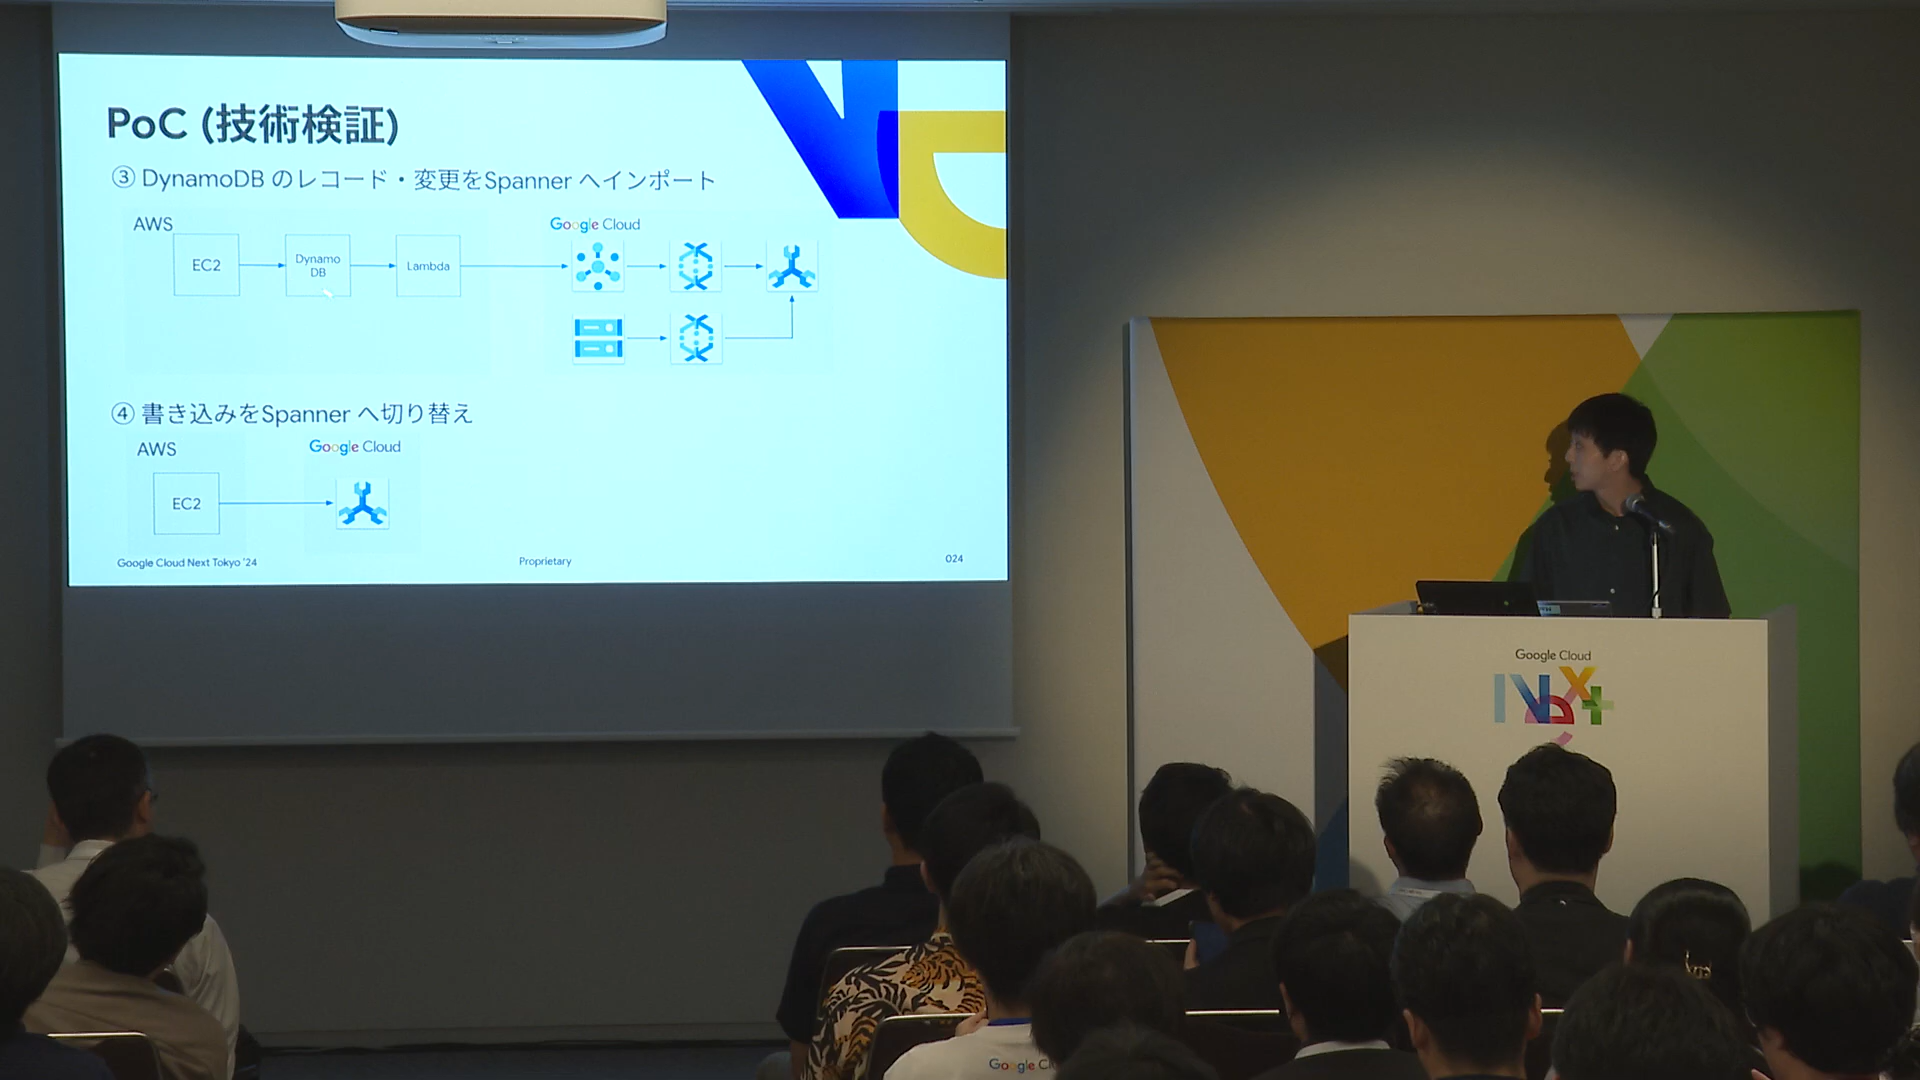 PoC (技術検証)
③ DynamoDB のレコード・変更をSpanner へインポート
AWS
Google Cloud
EC2
Dynamo
DB
Lambda
④ 書き込みをSpanner へ切り替え
AWS
Google Cloud
EC2
Google Cloud Next Tokyo '24
Proprietary
024
Google Cloud
Next